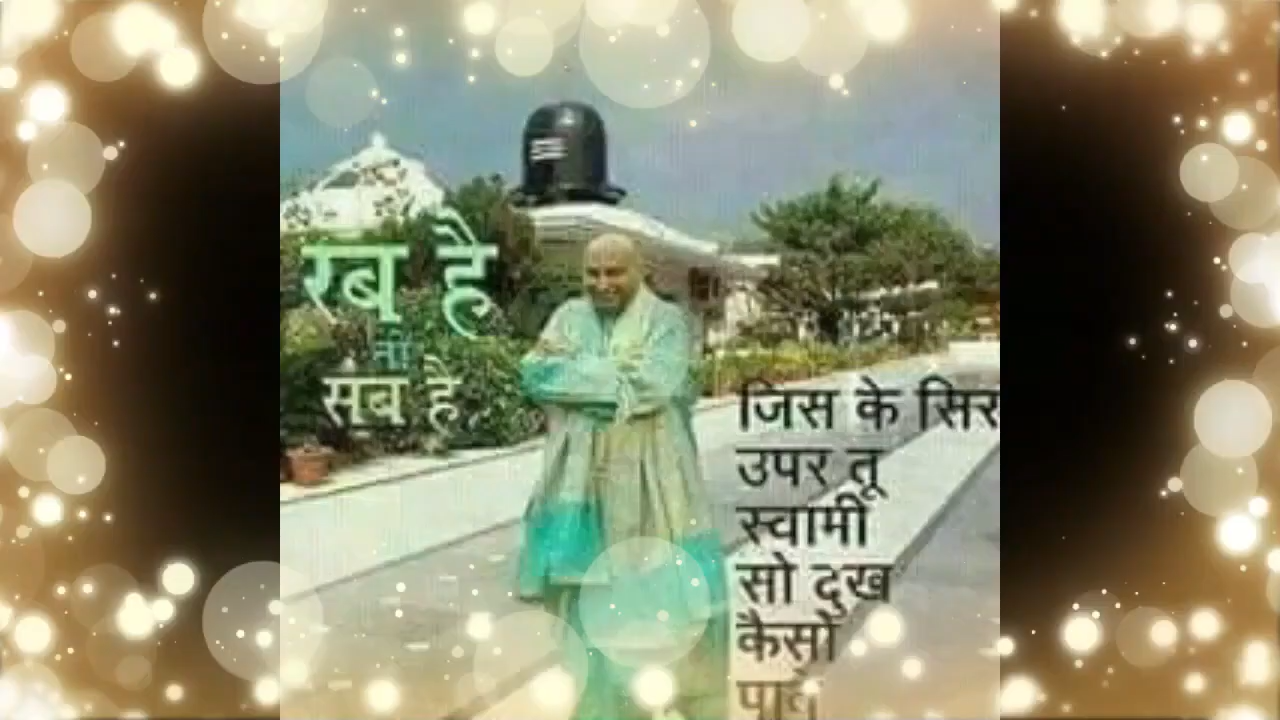 रब है
तो
सब है
जिस के सिर
उपर तू
स्वामी
सो दुख
कैसो
पावे